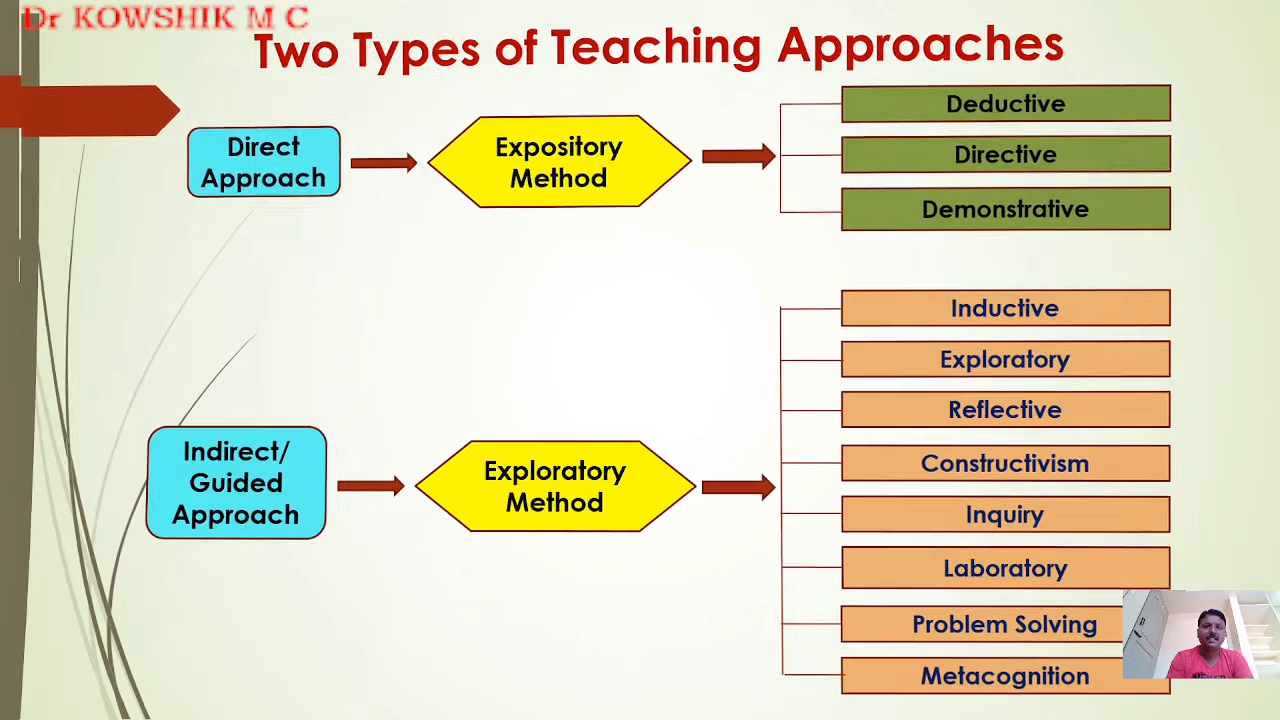 Dr KOWSHIK M C
Two Types of Teaching Approaches
Direct
Approach
Expository
Method
Deductive
Directive
Demonstrative
Indirect/
Guided
Approach
Exploratory
Method
Inductive
Exploratory
Reflective
Constructivism
Inquiry
Laboratory
Problem Solving
Metacognition